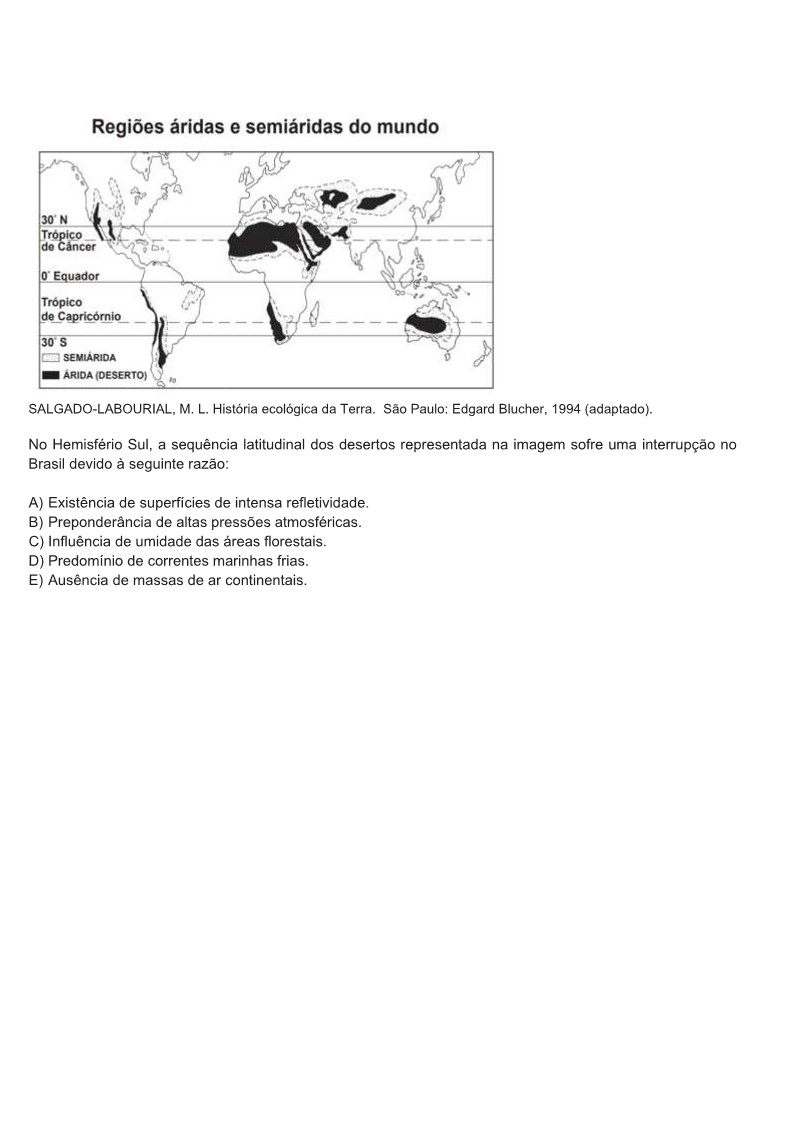 Regiões áridas e semiáridas do mundo
30° N
Trópico
de Câncer
0° Equador
Trópico
de Capricórnio
30° S
SEMIÁRIDA
ÁRIDA (DESERTO)
SALGADO-LABOURIAL, M. L. História ecológica da Terra. São Paulo: Edgard Blucher, 1994 (adaptado).
No Hemisfério Sul, a sequência latitudinal dos desertos representada na imagem sofre uma interrupção no
Brasil devido à seguinte razão:
A) Existência de superfícies de intensa refletividade.
B) Preponderância de altas pressões atmosféricas.
C) Influência de umidade das áreas florestais.
D) Predomínio de correntes marinhas frias.
E) Ausência de massas de ar continentais.